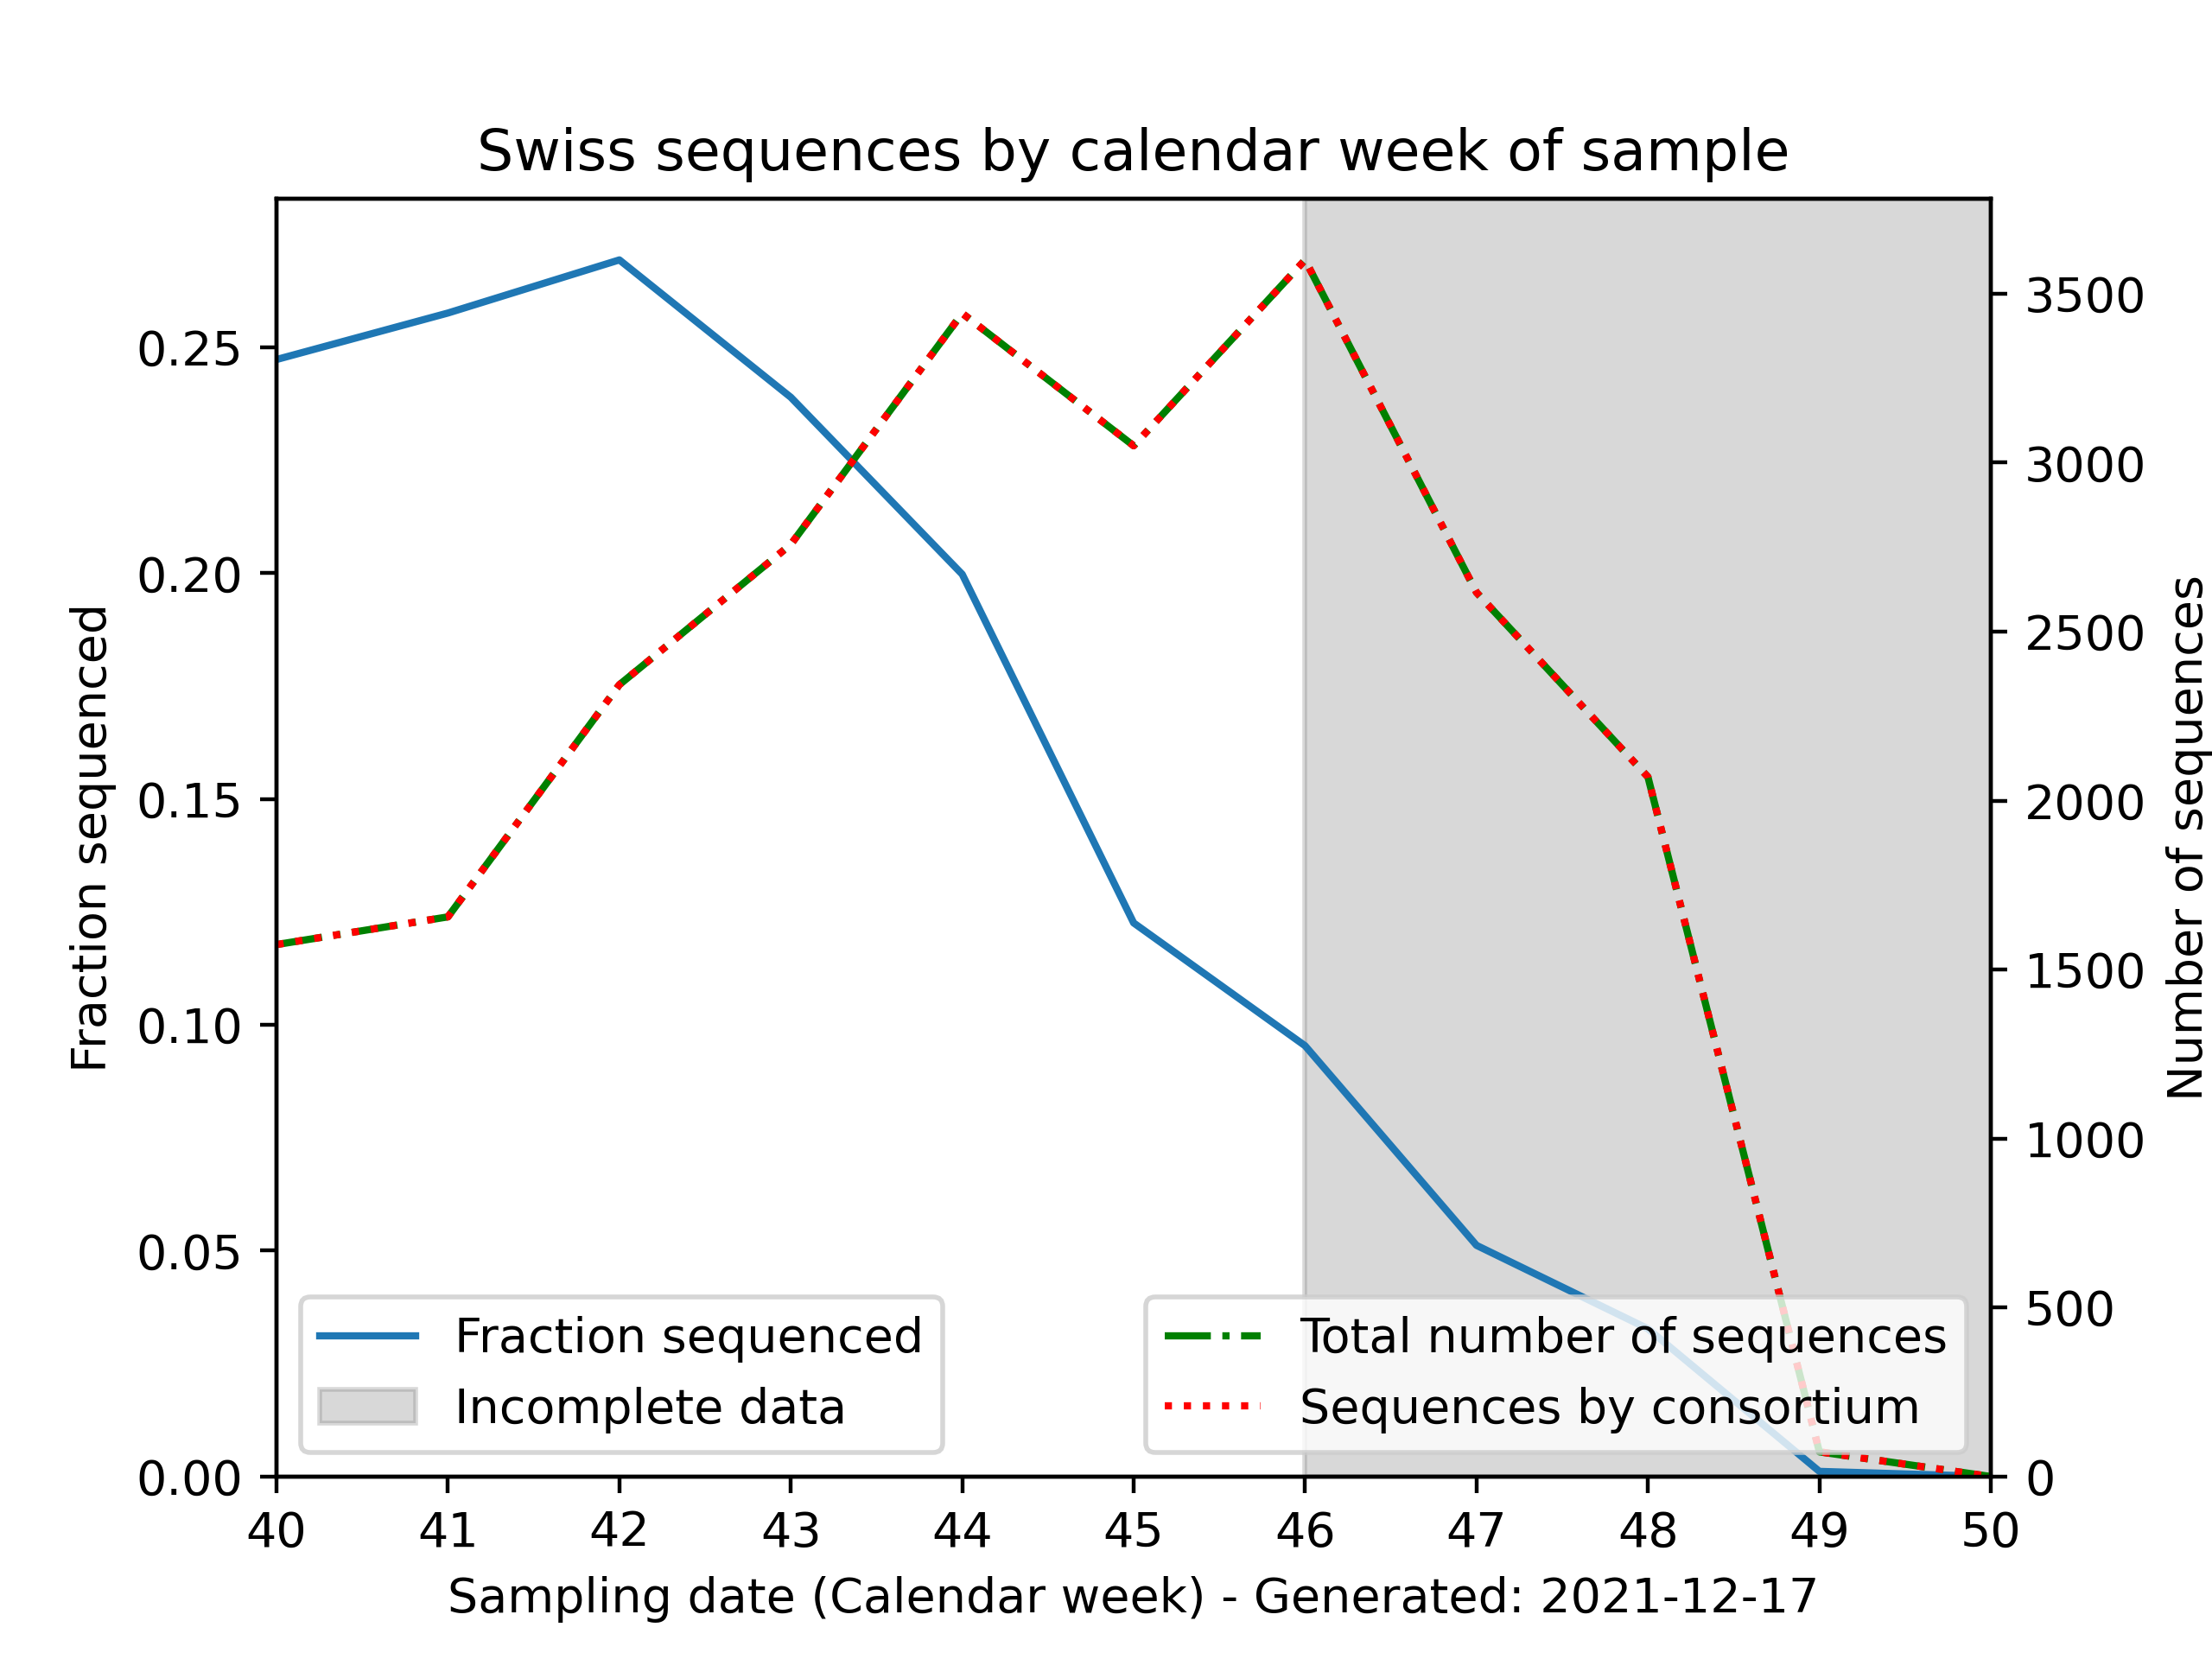 Swiss sequences by calendar week of sample
0.25
0.20
0.15
0.10
0.05
0.00
Fraction sequenced
3500
3000
2500
2000
1500
1000
500
0
Number of sequences
Fraction sequenced
Incomplete data
Total number of sequences
Sequences by consortium
40 41 42 43 44 45 46 47 48 49 50
Sampling date (Calendar week) - Generated: 2021-12-17